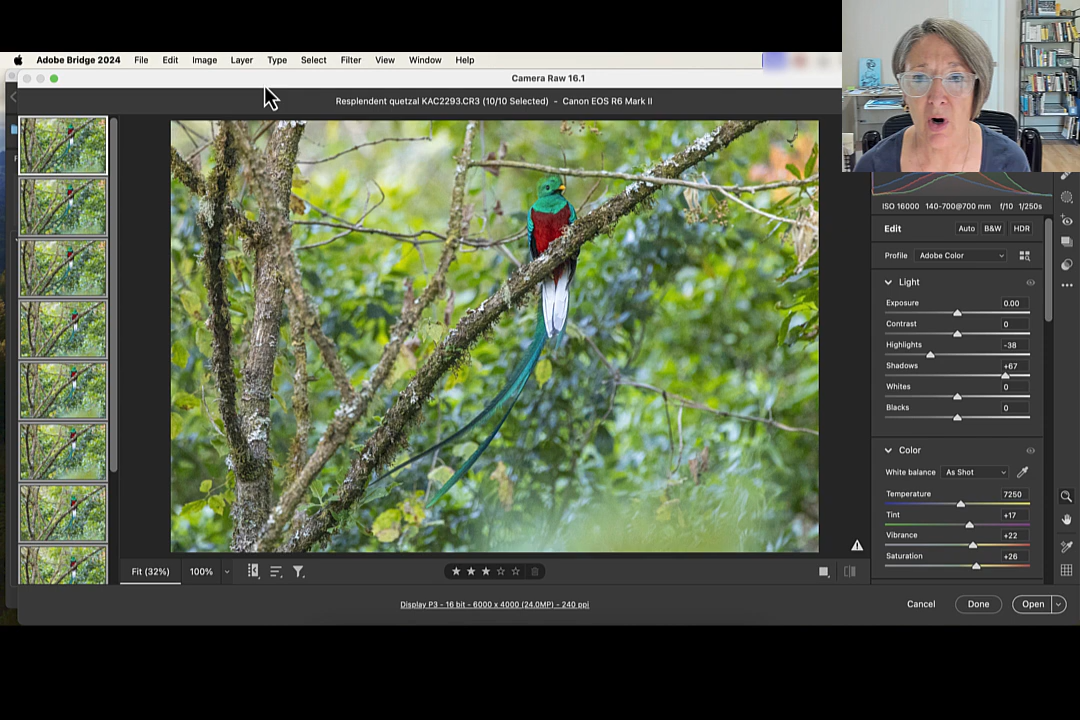 Adobe Bridge 2024 File Edit Image Layer Type Select Filter View Window Help
Camera Raw 16.1
Resplendent quetzal KAC2293.CR3 (10/10 Selected) - Canon EOS R6 Mark II
ISO 16000 140-700@700 mm f/10 1/250s
Edit Auto B&W HDR
Profile Adobe Color
Light
Exposure 0.00
Contrast 0
Highlights -38
Shadows +67
Whites 0
Blacks 0
Color
White balance As Shot
Temperature 7250
Tint +17
Vibrance +22
Saturation +26
Fit (32%) 100%
Display P3 - 16 bit - 6000 x 4000 (24.0MP) - 240 ppi
Cancel Done Open